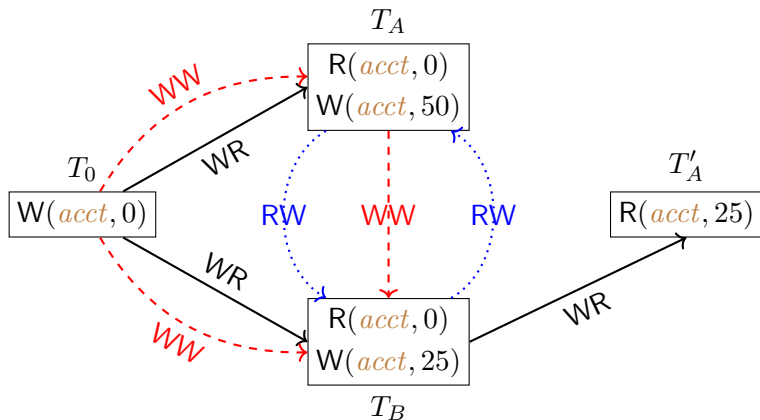 T_A
R(acct, 0)
W(acct, 50)
WW
WR
T_0
W(acct, 0)
RW
WW
RW
T'_A
R(acct, 25)
WR
WW
WR
R(acct, 0)
W(acct, 25)
T_B